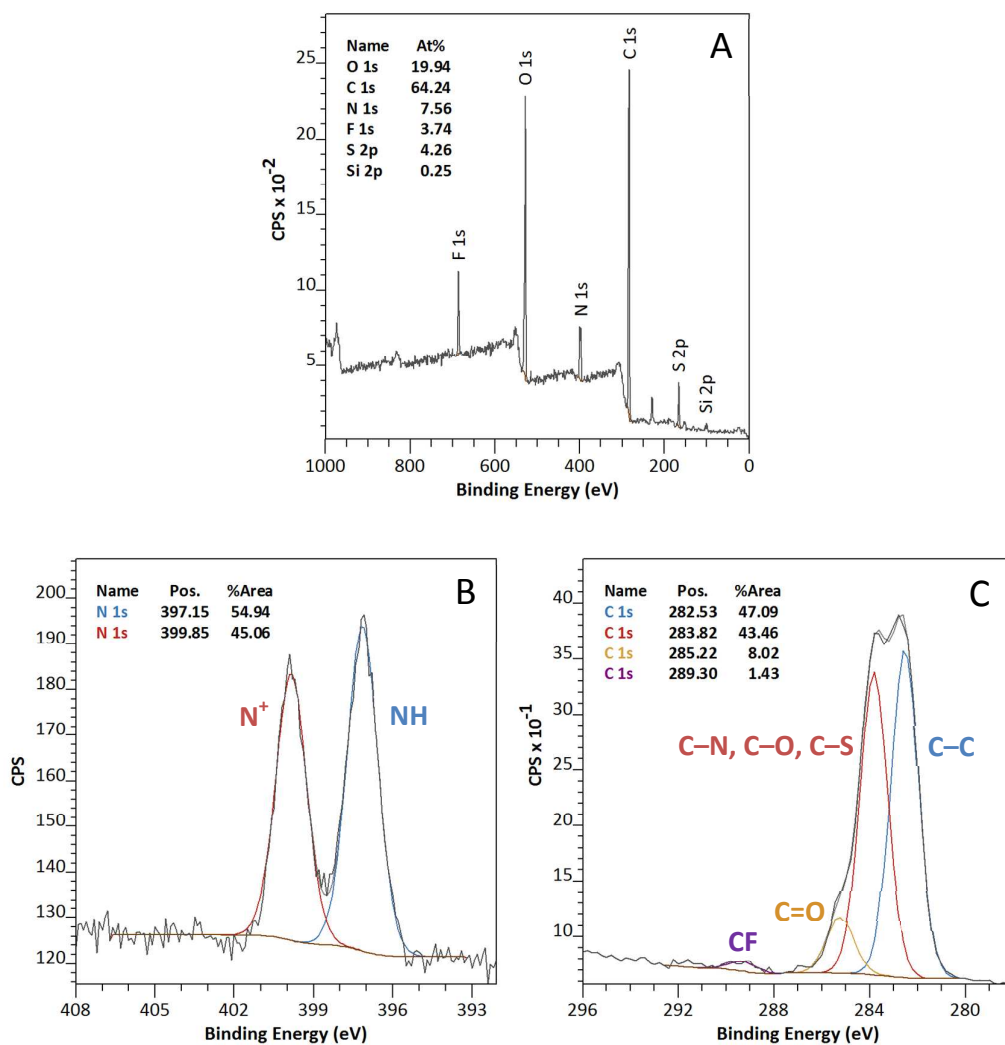 A
Name At%
O 1s 19.94
C 1s 64.24
N 1s 7.56
F 1s 3.74
S 2p 4.26
Si 2p 0.25
F 1s
O 1s
N 1s
C 1s
S 2p
Si 2p
25
20
15
10
5
CPS x 10-2
1000 800 600 400 200 0
Binding Energy (eV)
B
Name Pos. %Area
N 1s 397.15 54.94
N 1s 399.85 45.06
N+
NH
200
190
180
170
160
150
140
130
120
CPS
408 405 402 399 396 393
Binding Energy (eV)
C
Name Pos. %Area
C 1s 282.53 47.09
C 1s 283.82 43.46
C 1s 285.22 8.02
C 1s 289.30 1.43
C–N, C–O, C–S
C–C
C=O
CF
40
35
30
25
20
15
10
CPS x 10-1
296 292 288 284 280
Binding Energy (eV)